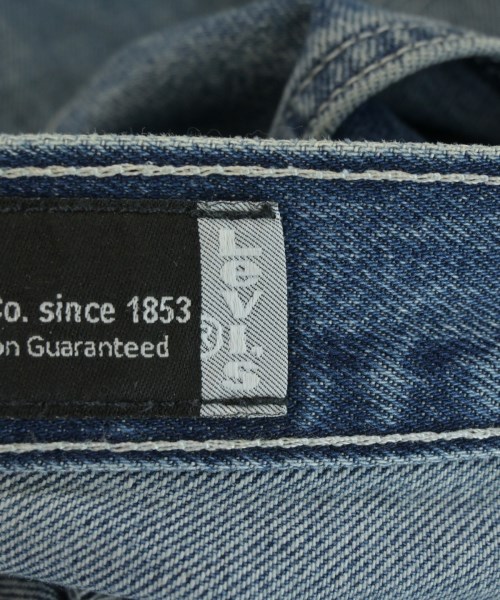 Co. since 1853
on Guaranteed
Levi's
®